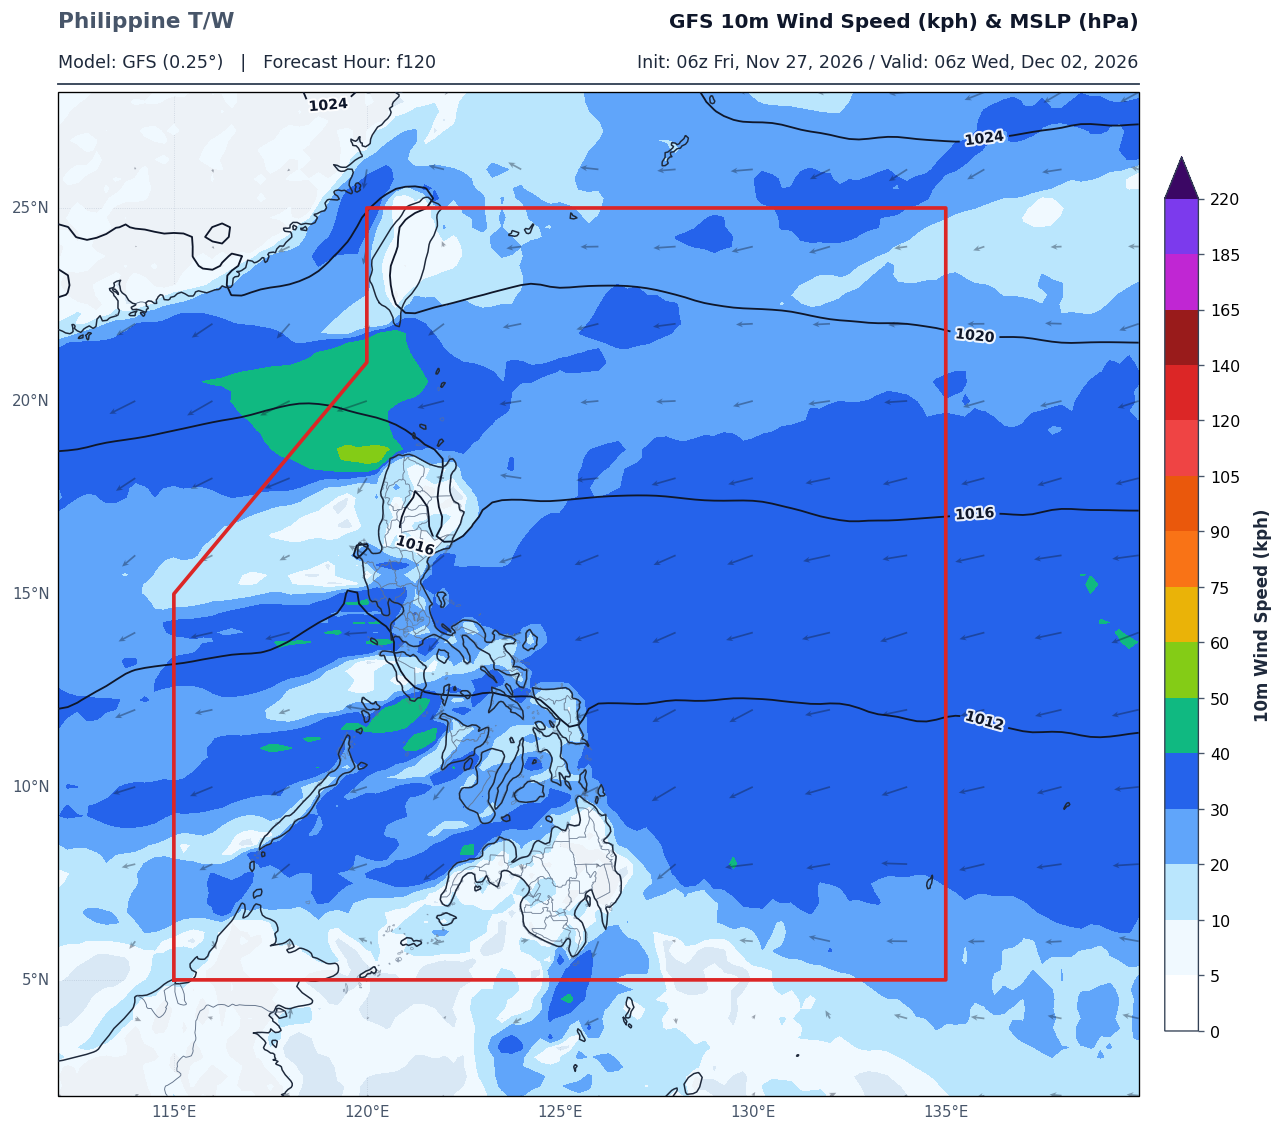 Philippine T/W
GFS 10m Wind Speed (kph) & MSLP (hPa)
Model: GFS (0.25°) | Forecast Hour: f120
Init: 06z Fri, Nov 27, 2026 / Valid: 06z Wed, Dec 02, 2026
1024
1024
1020
1016
1016
1012
25°N
20°N
15°N
10°N
5°N
115°E
120°E
125°E
130°E
135°E
220
185
165
140
120
105
90
75
60
50
40
30
20
10
5
0
10m Wind Speed (kph)